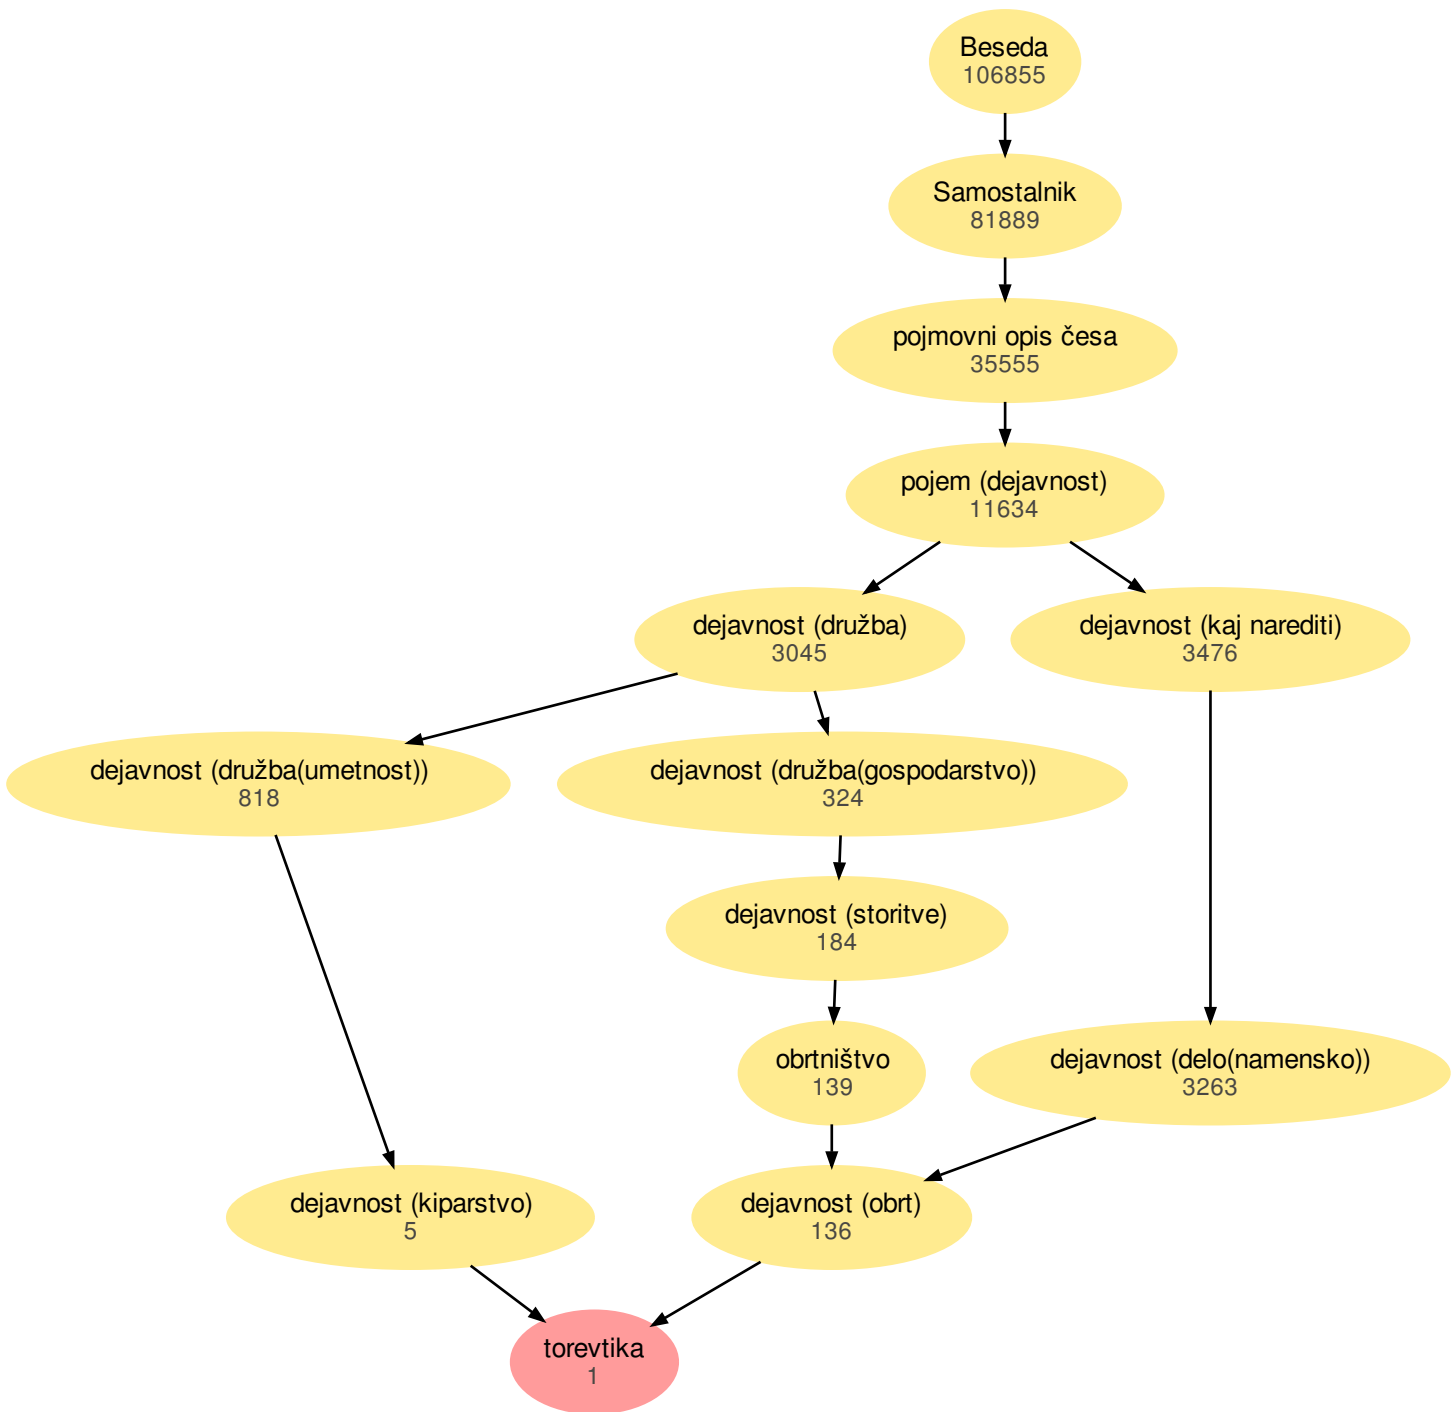 Beseda
106855
Samostalnik
81889
pojmovni opis česa
35555
pojem (dejavnost)
11634
dejavnost (družba)
3045
dejavnost (kaj narediti)
3476
dejavnost (družba(umetnost))
818
dejavnost (družba(gospodarstvo))
324
dejavnost (storitve)
184
obrtništvo
139
dejavnost (delo(namensko))
3263
dejavnost (kiparstvo)
5
dejavnost (obrt)
136
torevtika
1